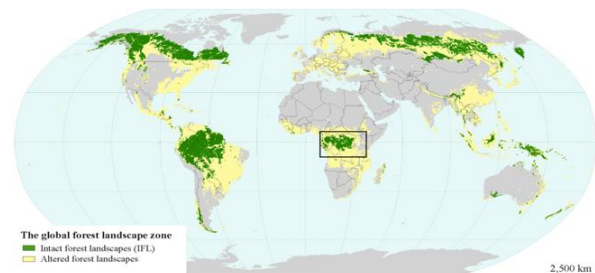 The global forest landscape zone
Intact forest landscapes (IFL)
Altered forest landscapes
2,500 km